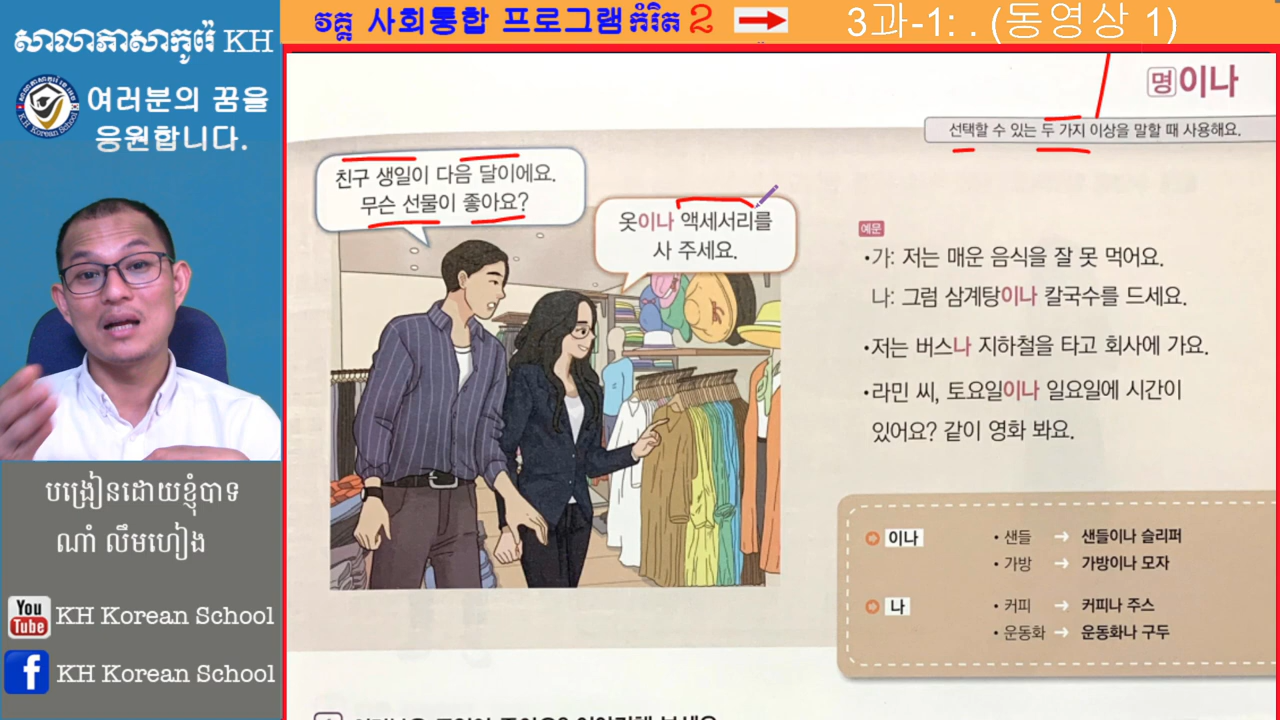 សាលាភាសាកូរ៉េ KH
여러분의 꿈을
응원합니다.
បង្រៀនដោយខ្ញុំបាទ
ណាំ លឹមហៀង
You Tube KH Korean School
f KH Korean School
វគ្គ 사회통합 프로그램 កំរិត 2
3과-1: . (동영상 1)
명 이나
선택할 수 있는 두 가지 이상을 말할 때 사용해요.
친구 생일이 다음 달이에요.
무슨 선물이 좋아요?
옷이나 액세서리를
사 주세요.
예문
•가: 저는 매운 음식을 잘 못 먹어요.
나: 그럼 삼계탕이나 칼국수를 드세요.
•저는 버스나 지하철을 타고 회사에 가요.
•라민 씨, 토요일이나 일요일에 시간이
있어요? 같이 영화 봐요.
이나 •샌들 → 샌들이나 슬리퍼
•가방 → 가방이나 모자
나 •커피 → 커피나 주스
•운동화 → 운동화나 구두